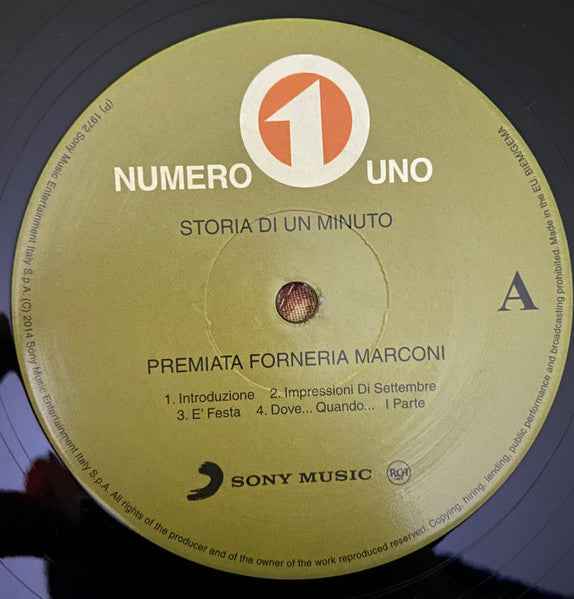 NUMERO 1 UNO
STORIA DI UN MINUTO
A
PREMIATA FORNERIA MARCONI
1. Introduzione 2. Impressioni Di Settembre
3. E' Festa 4. Dove... Quando... I Parte
SONY MUSIC RCA
(P) 1972 Sony Music Entertainment Italy S.p.A. (C) 2014 Sony Music Entertainment Italy S.p.A. All rights of the producer and of the owner of the work reproduced reserved. Copying, hiring, lending, public performance and broadcasting prohibited. Made in the EU. BIEM/GEMA